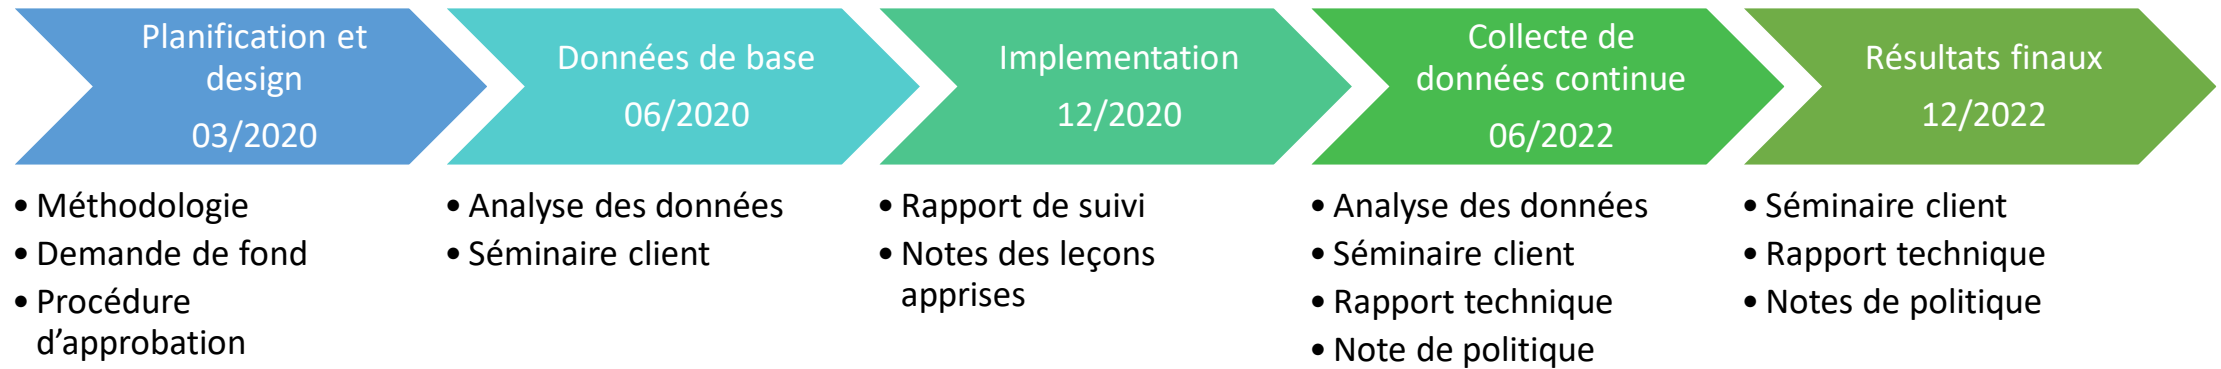 Planification et
design
03/2020
Données de base
06/2020
Implementation
12/2020
Collecte de
données continue
06/2022
Résultats finaux
12/2022
• Méthodologie
• Demande de fond
• Procédure
d’approbation
• Analyse des données
• Séminaire client
• Rapport de suivi
• Notes des leçons
apprises
• Analyse des données
• Séminaire client
• Rapport technique
• Note de politique
• Séminaire client
• Rapport technique
• Notes de politique